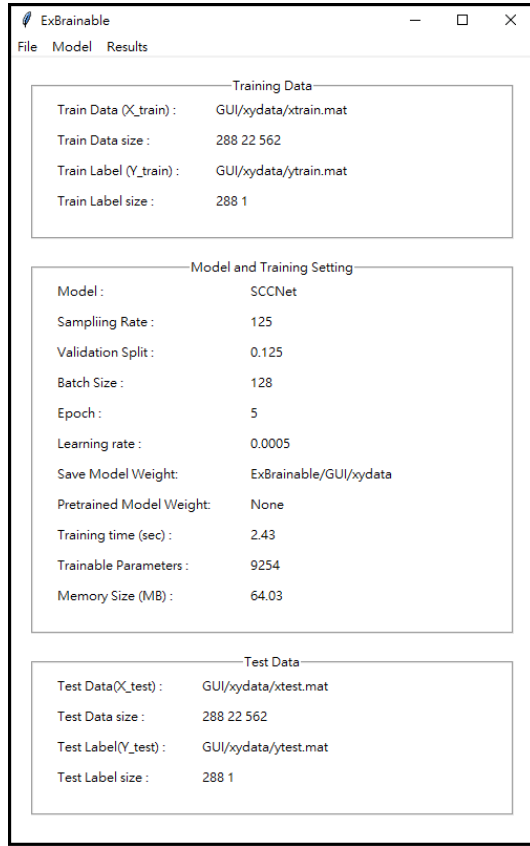 ExBrainable
File Model Results
Training Data
Train Data (X_train) : GUI/xydata/xtrain.mat
Train Data size : 288 22 562
Train Label (Y_train) : GUI/xydata/ytrain.mat
Train Label size : 288 1
Model and Training Setting
Model : SCCNet
Sampliing Rate : 125
Validation Split : 0.125
Batch Size : 128
Epoch : 5
Learning rate : 0.0005
Save Model Weight: ExBrainable/GUI/xydata
Pretrained Model Weight: None
Training time (sec) : 2.43
Trainable Parameters : 9254
Memory Size (MB) : 64.03
Test Data
Test Data(X_test) : GUI/xydata/xtest.mat
Test Data size : 288 22 562
Test Label(Y_test) : GUI/xydata/ytest.mat
Test Label size : 288 1